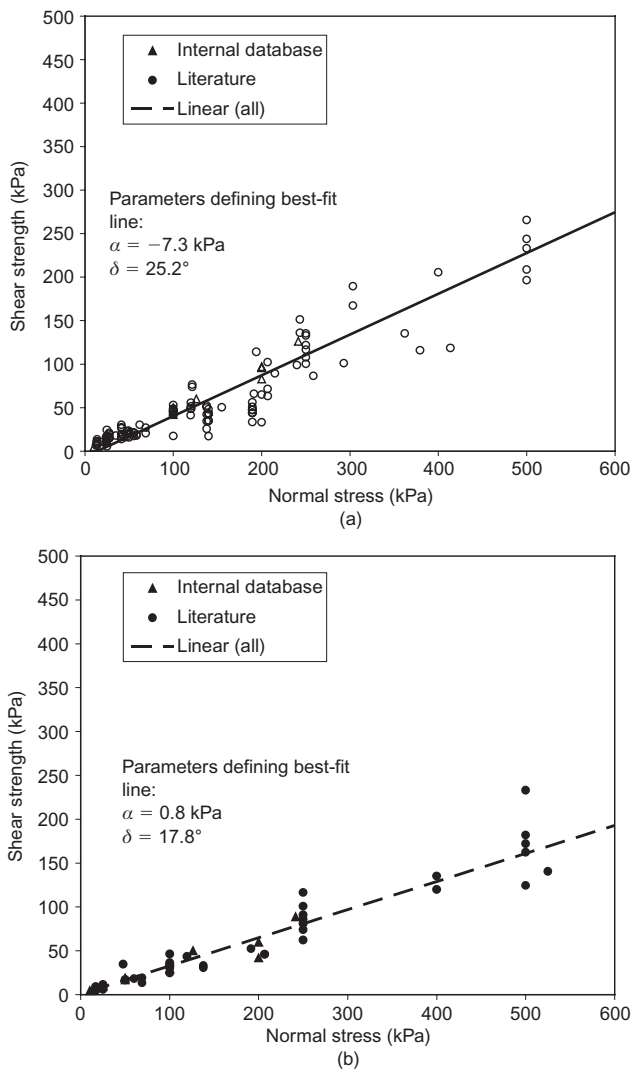 500
450
400
350
300
250
200
150
100
50
0
Shear strength (kPa)
Internal database
Literature
Linear (all)
Parameters defining best-fit
line:
α = −7.3 kPa
δ = 25.2°
0 100 200 300 400 500 600
Normal stress (kPa)
(a)
500
450
400
350
300
250
200
150
100
50
0
Shear strength (kPa)
Internal database
Literature
Linear (all)
Parameters defining best-fit
line:
α = 0.8 kPa
δ = 17.8°
0 100 200 300 400 500 600
Normal stress (kPa)
(b)